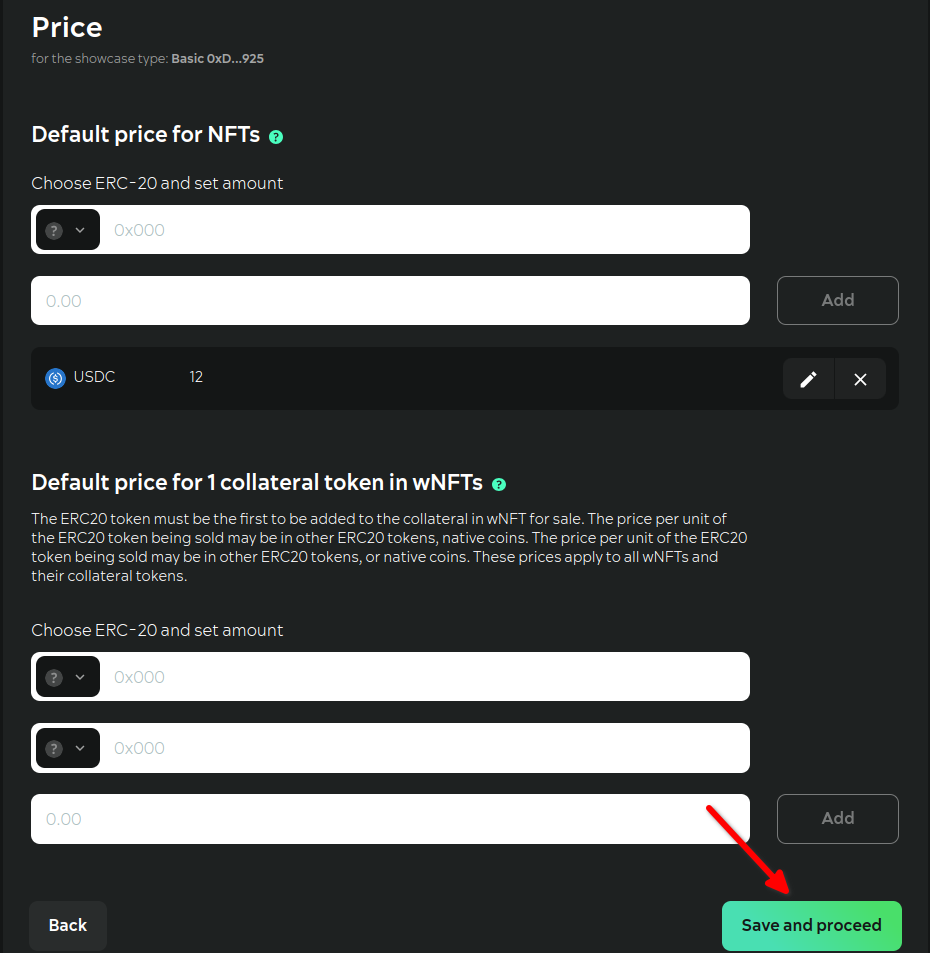 Price
for the showcase type: Basic 0xD...925
Default price for NFTs ?
Choose ERC-20 and set amount
? 0x000
0.00
Add
USDC 12
Default price for 1 collateral token in wNFTs ?
The ERC20 token must be the first to be added to the collateral in wNFT for sale. The price per unit of
the ERC20 token being sold may be in other ERC20 tokens, native coins. The price per unit of the ERC20
token being sold may be in other ERC20 tokens, or native coins. These prices apply to all wNFTs and
their collateral tokens.
Choose ERC-20 and set amount
? 0x000
? 0x000
0.00
Add
Back
Save and proceed